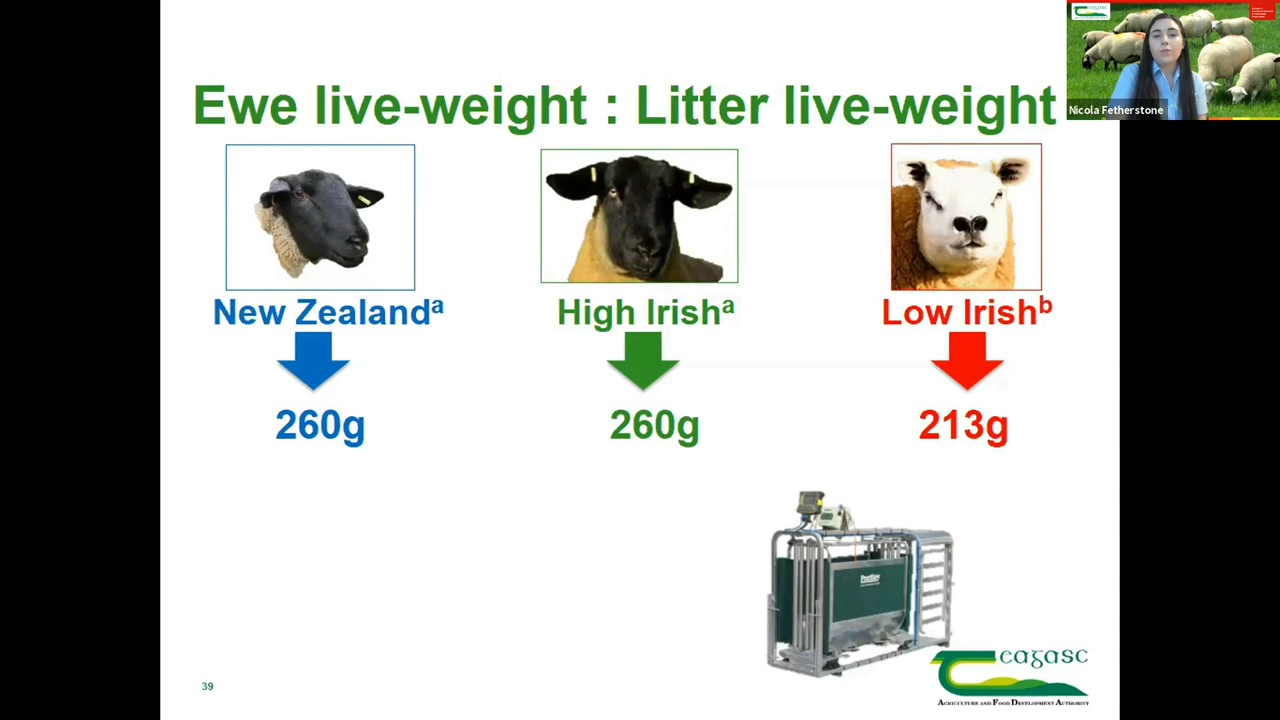 Ewe live-weight : Litter live-weight
Nicola Fetherstone
New Zealandᵃ
High Irishᵃ
Low Irishᵇ
260g
260g
213g
39
eagasc
AGRICULTURE AND FOOD DEVELOPMENT AUTHORITY